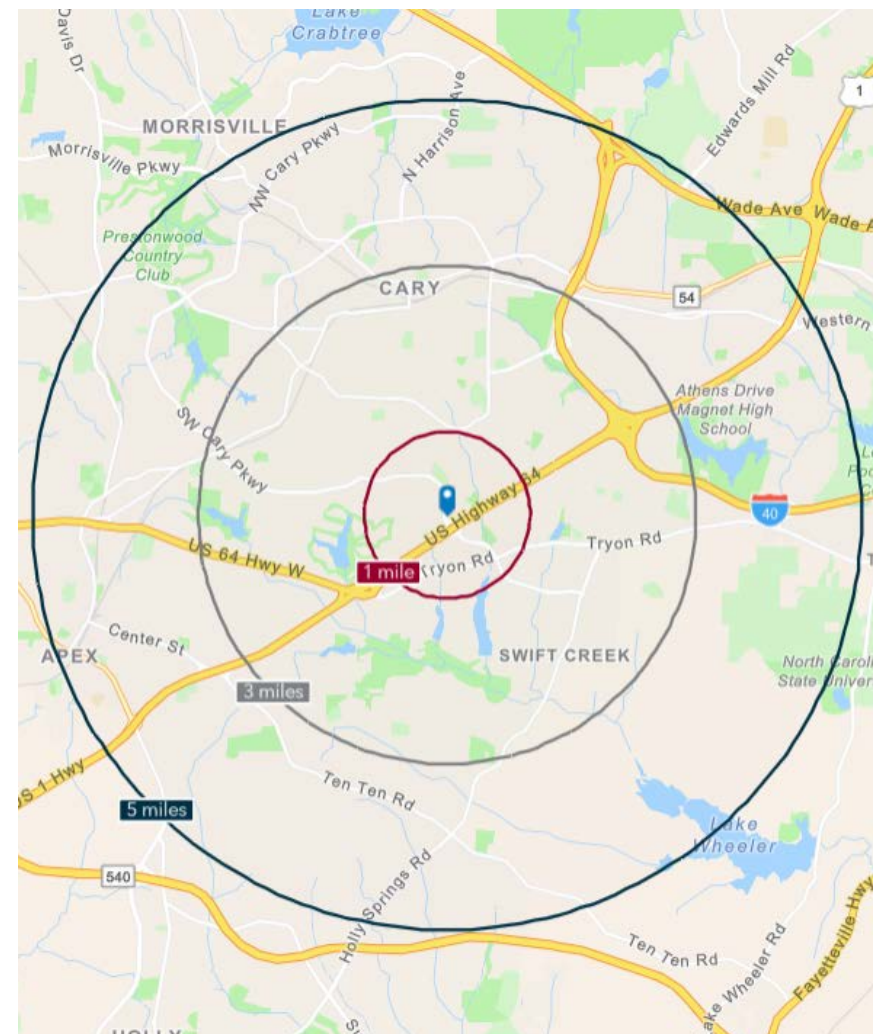 Lake
Crabtree
Davis Dr
1
Edwards Mill Rd
MORRISVILLE
N Harrison Ave
Morrisville Pkwy
NW Cary Pkwy
Wade Ave
Wade A
Prestonwood
Country
Club
CARY
54
Western
Athens Drive
Magnet High
School
SW Cary Pkwy
US Highway 64
40
Tryon Rd
US 64 Hwy W
Tryon Rd
1 mile
Center St
APEX
SWIFT CREEK
North Caroli
State Univer
3 miles
US 1 Hwy
Ten Ten Rd
5 miles
Lake
Wheeler
540
Holly Springs Rd
Ten Ten Rd
Lake Wheeler Rd
Fayetteville Hwy
HOLLY